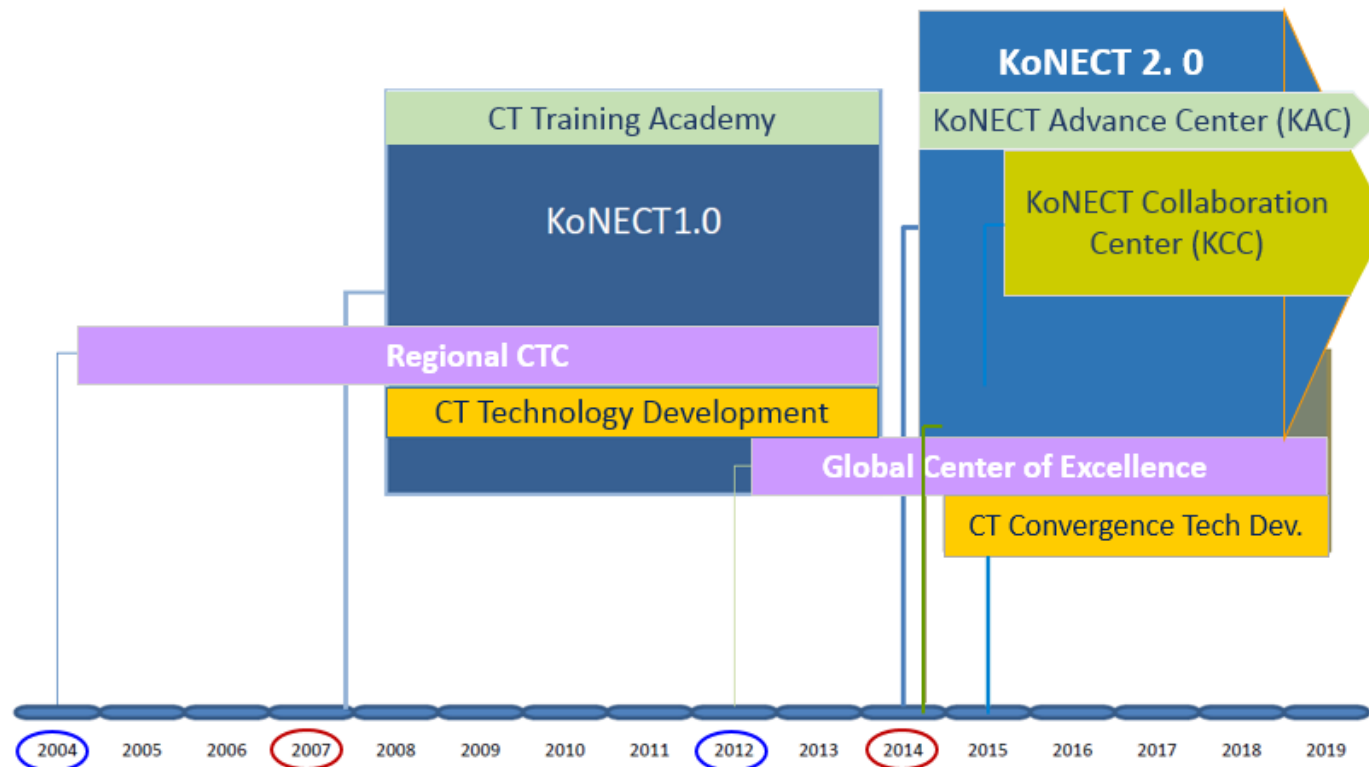 KoNECT 2. 0
CT Training Academy
KoNECT Advance Center (KAC)
KoNECT1.0
KoNECT Collaboration
Center (KCC)
Regional CTC
CT Technology Development
Global Center of Excellence
CT Convergence Tech Dev.
2004 2005 2006 2007 2008 2009 2010 2011 2012 2013 2014 2015 2016 2017 2018 2019